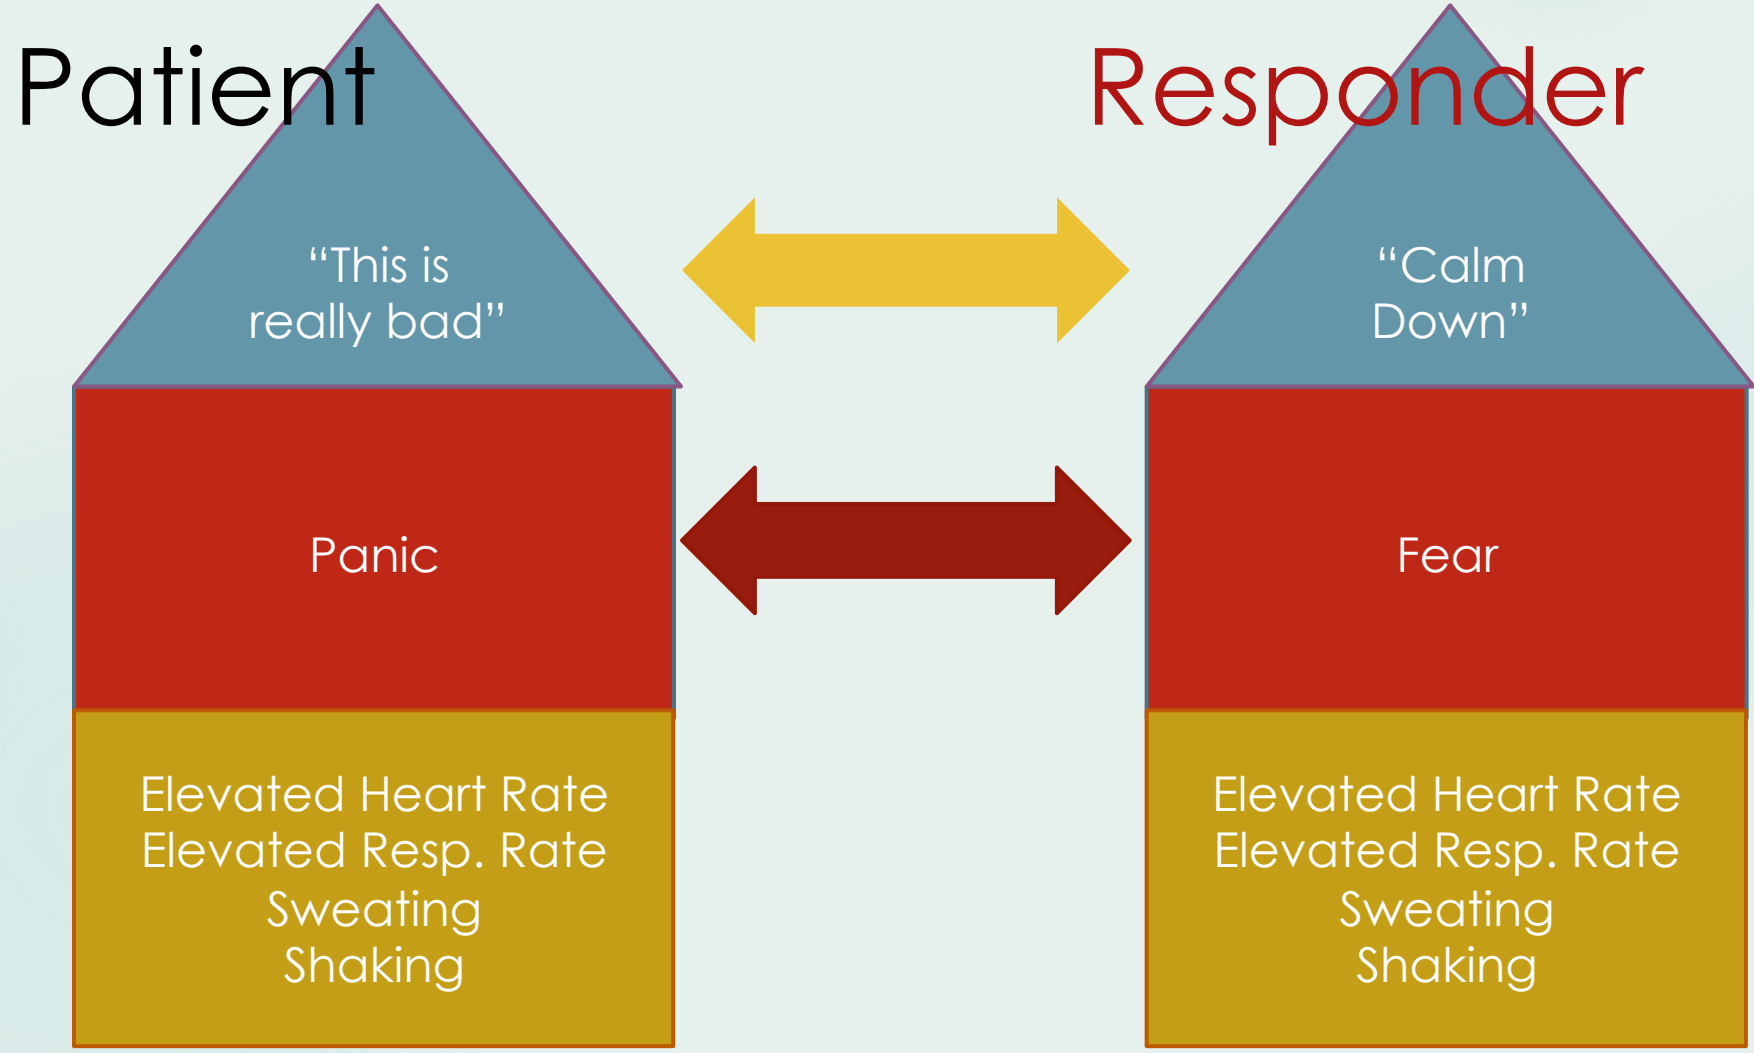 Patient
“This is
really bad”
Panic
Elevated Heart Rate
Elevated Resp. Rate
Sweating
Shaking
Responder
“Calm
Down”
Fear
Elevated Heart Rate
Elevated Resp. Rate
Sweating
Shaking